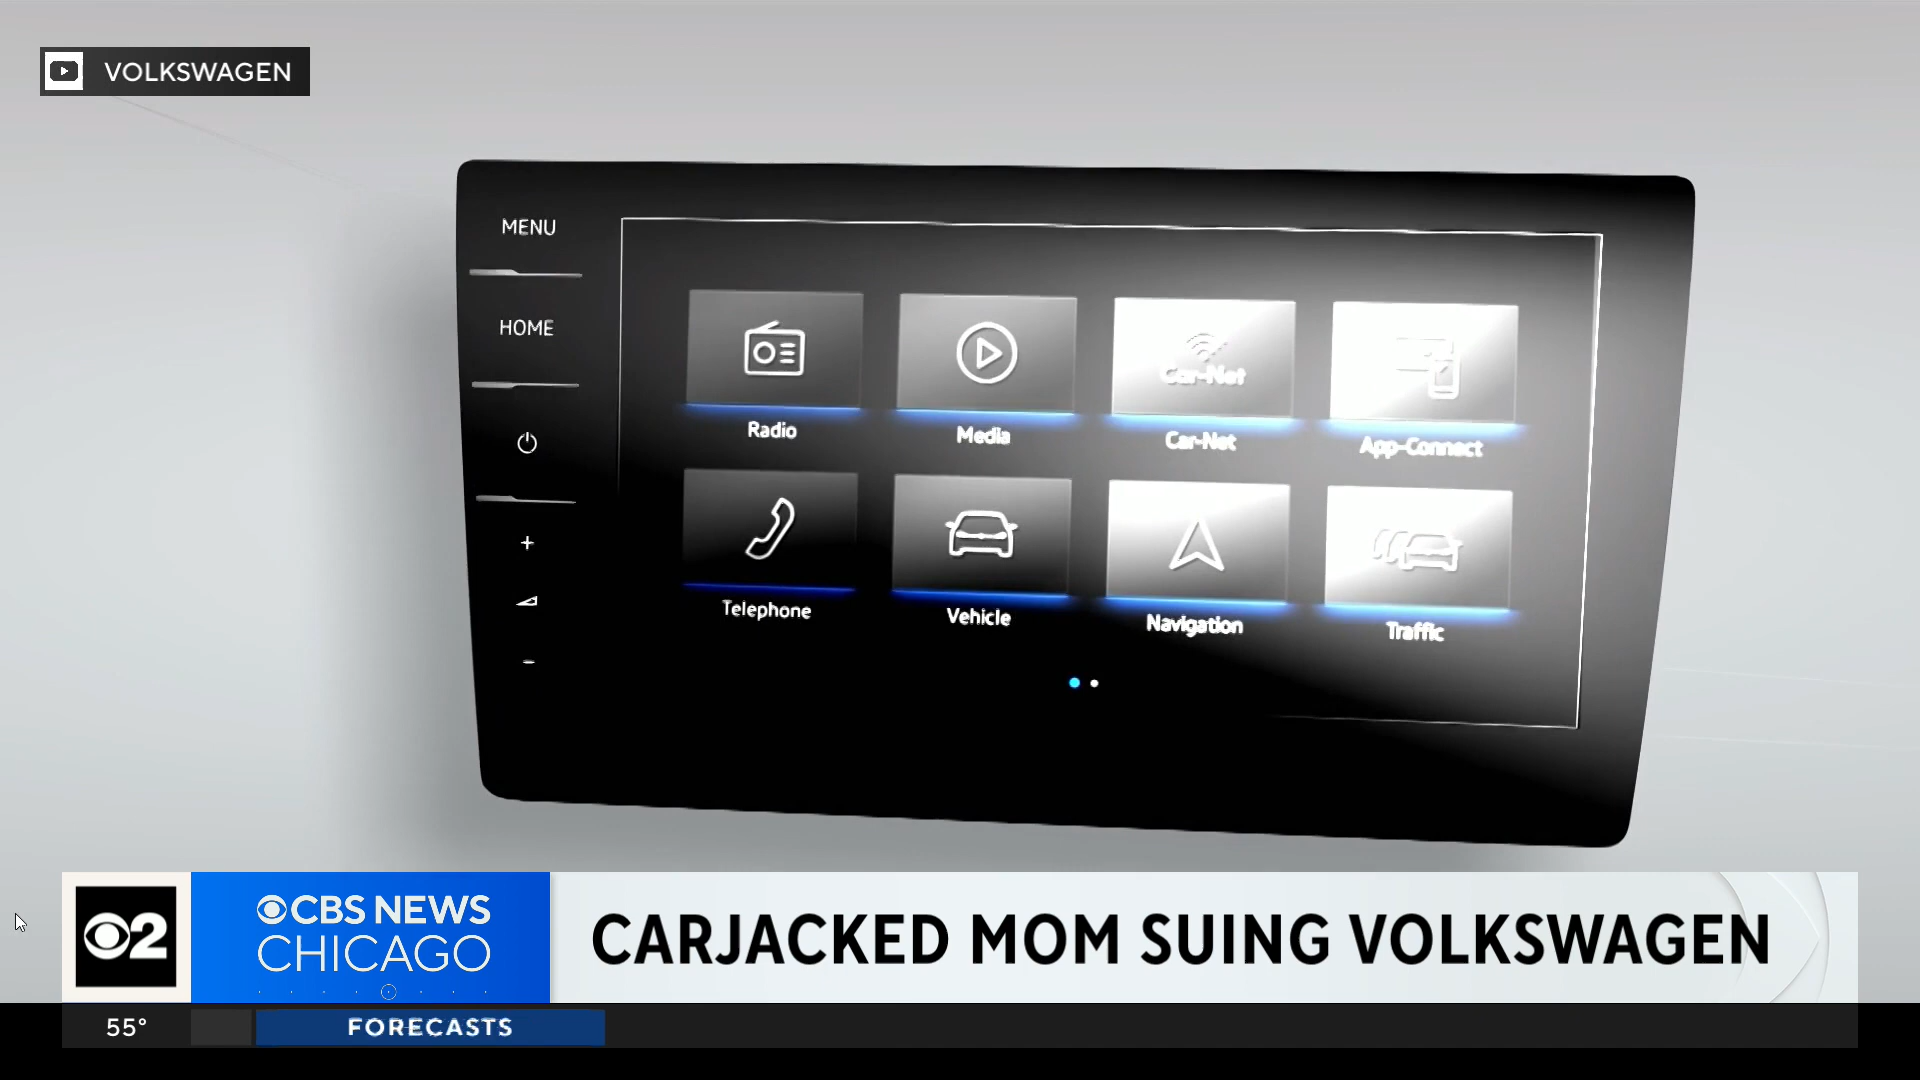 VOLKSWAGEN
MENU
HOME
+
-
Radio
Media
Car-Net
Car-Net
App-Connect
Telephone
Vehicle
Navigation
Traffic
2
CBS NEWS
CHICAGO
CARJACKED MOM SUING VOLKSWAGEN
55°
FORECASTS